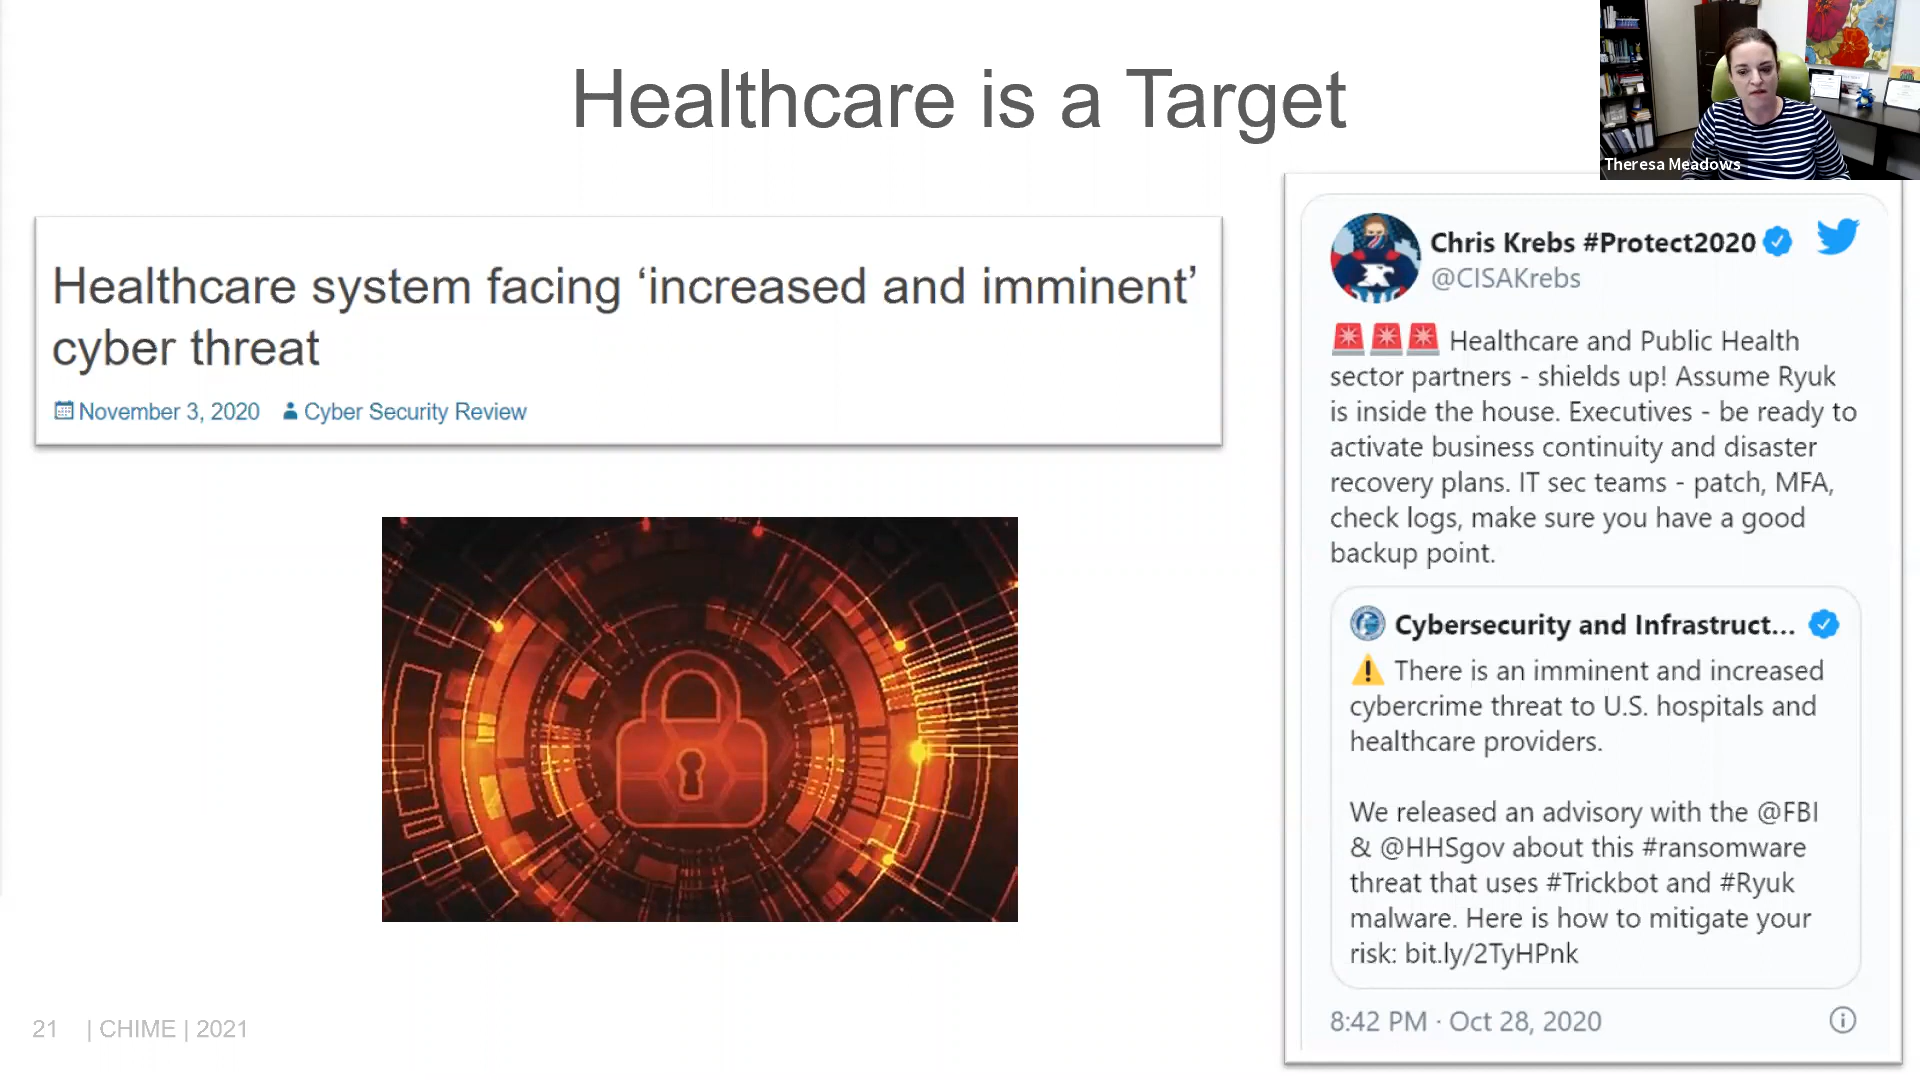 Healthcare is a Target
Theresa Meadows
Healthcare system facing ‘increased and imminent’
cyber threat
November 3, 2020 Cyber Security Review
Chris Krebs #Protect2020
@CISAKrebs
🚨🚨🚨 Healthcare and Public Health
sector partners - shields up! Assume Ryuk
is inside the house. Executives - be ready to
activate business continuity and disaster
recovery plans. IT sec teams - patch, MFA,
check logs, make sure you have a good
backup point.
Cybersecurity and Infrastruct...
⚠️ There is an imminent and increased
cybercrime threat to U.S. hospitals and
healthcare providers.
We released an advisory with the @FBI
& @HHSgov about this #ransomware
threat that uses #Trickbot and #Ryuk
malware. Here is how to mitigate your
risk: bit.ly/2TyHPnk
8:42 PM · Oct 28, 2020
21 | CHIME | 2021